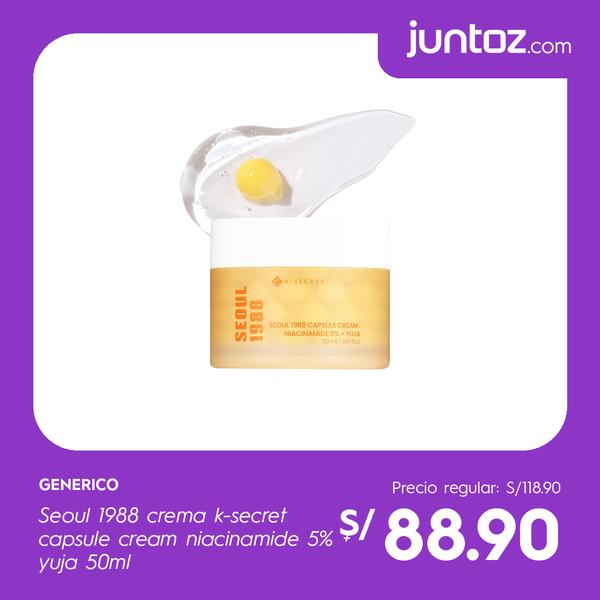 juntoz.com
K-SECRET
SEOUL
1988
SEOUL 1988 CAPSULE CREAM:
NIACINAMIDE 5% + YUJA
50 ml / 1.69 fl.oz
GENERICO
Seoul 1988 crema k-secret
capsule cream niacinamide 5%
yuja 50ml
Precio regular: S/118.90
S/ 88.90